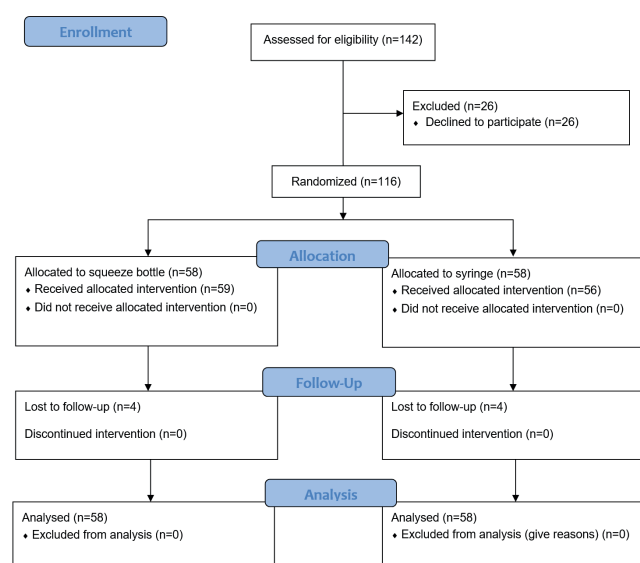 Enrollment
Assessed for eligibility (n=142)
Excluded (n=26)
♦ Declined to participate (n=26)
Randomized (n=116)
Allocation
Allocated to squeeze bottle (n=58)
♦ Received allocated intervention (n=59)
♦ Did not receive allocated intervention (n=0)
Allocated to syringe (n=58)
♦ Received allocated intervention (n=56)
♦ Did not receive allocated intervention (n=0)
Follow-Up
Lost to follow-up (n=4)
Discontinued intervention (n=0)
Lost to follow-up (n=4)
Discontinued intervention (n=0)
Analysis
Analysed (n=58)
♦ Excluded from analysis (n=0)
Analysed (n=58)
♦ Excluded from analysis (give reasons) (n=0)